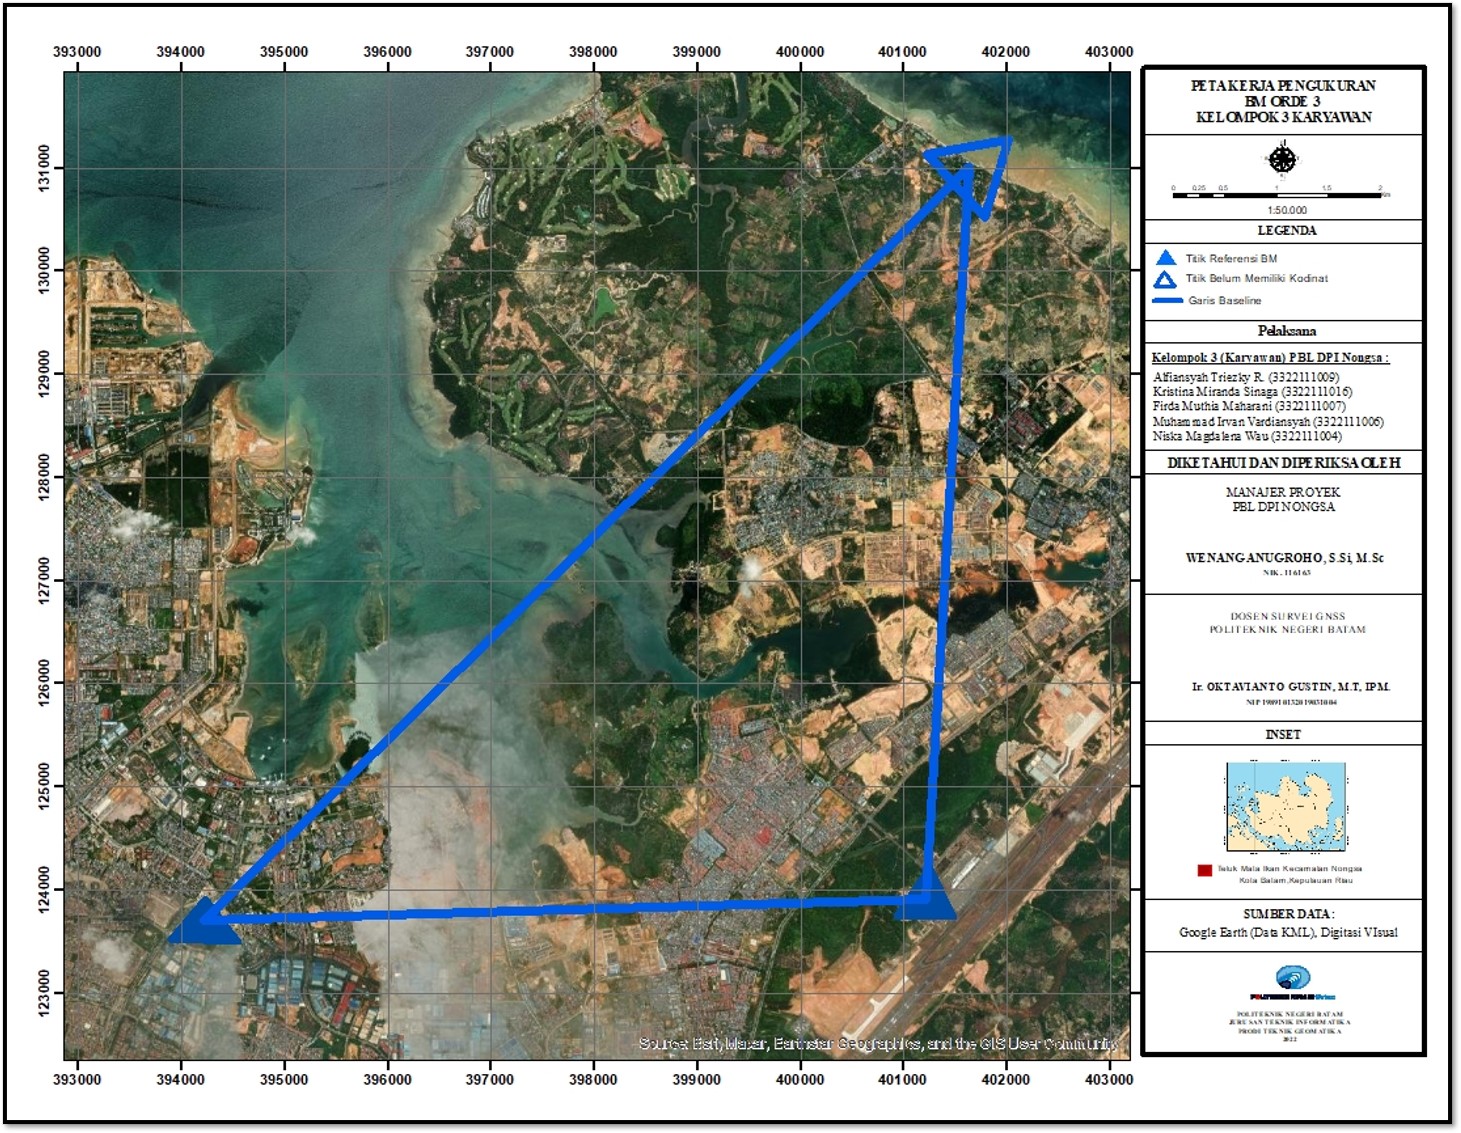 393000 394000 395000 396000 397000 398000 399000 400000 401000 402000 403000
131000
130000
129000
128000
127000
126000
125000
124000
123000
Source: Esri, Maxar, Earthstar Geographics, and the GIS User Community
393000 394000 395000 396000 397000 398000 399000 400000 401000 402000 403000
PETA KERJA PENGUKURAN
BM ORDE 3
KELOMPOK 3 KARYAWAN
0 0,25 0,5 1 1,5 2
Km
1:50.000
LEGENDA
Titik Referensi BM
Titik Belum Memiliki Kodinat
Garis Baseline
Pelaksana
Kelompok 3 (Karyawan) PBL DPI Nongsa :
Alfiansyah Triezky R. (3322111009)
Kristina Miranda Sinaga (3322111016)
Firda Muthia Maharani (3322111007)
Muhammad Irvan Vardiansyah (3322111006)
Niska Magdalena Wau (3322111004)
DIKETAHUI DAN DIPERIKSA OLEH
MANAJER PROYEK
PBL DPI NONGSA
WENANG ANUGROHO, S.Si, M.Sc
NIK. 116163
DOSEN SURVEI GNSS
POLITEKNIK NEGERI BATAM
Ir. OKTAVIANTO GUSTIN, M.T, IPM.
NIP
INSET
Teluk Mata Ikan Kecamatan Nongsa
Kota Batam,Kepulauan Riau
SUMBER DATA :
Google Earth (Data KML), Digitasi VIsual
POLITEKNIK NEGERI BATAM
POLITEKNIK NEGERI BATAM
JURUSAN TEKNIK INFORMATIKA
PRODI TEKNIK GEOMATIKA
2022